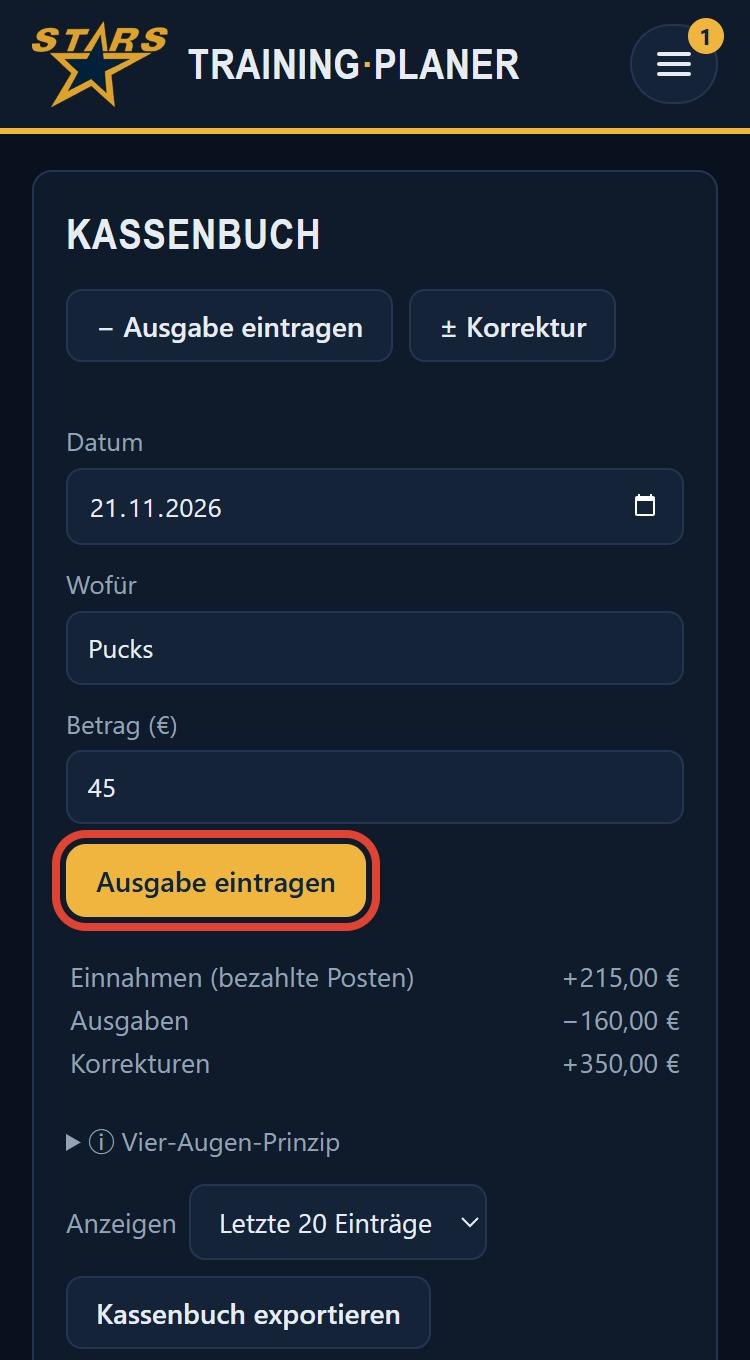 STARS
TRAINING·PLANER
1
KASSENBUCH
− Ausgabe eintragen
± Korrektur
Datum
21.11.2026
Wofür
Pucks
Betrag (€)
45
Ausgabe eintragen
Einnahmen (bezahlte Posten) +215,00 €
Ausgaben −160,00 €
Korrekturen +350,00 €
▶ ⓘ Vier-Augen-Prinzip
Anzeigen Letzte 20 Einträge
Kassenbuch exportieren